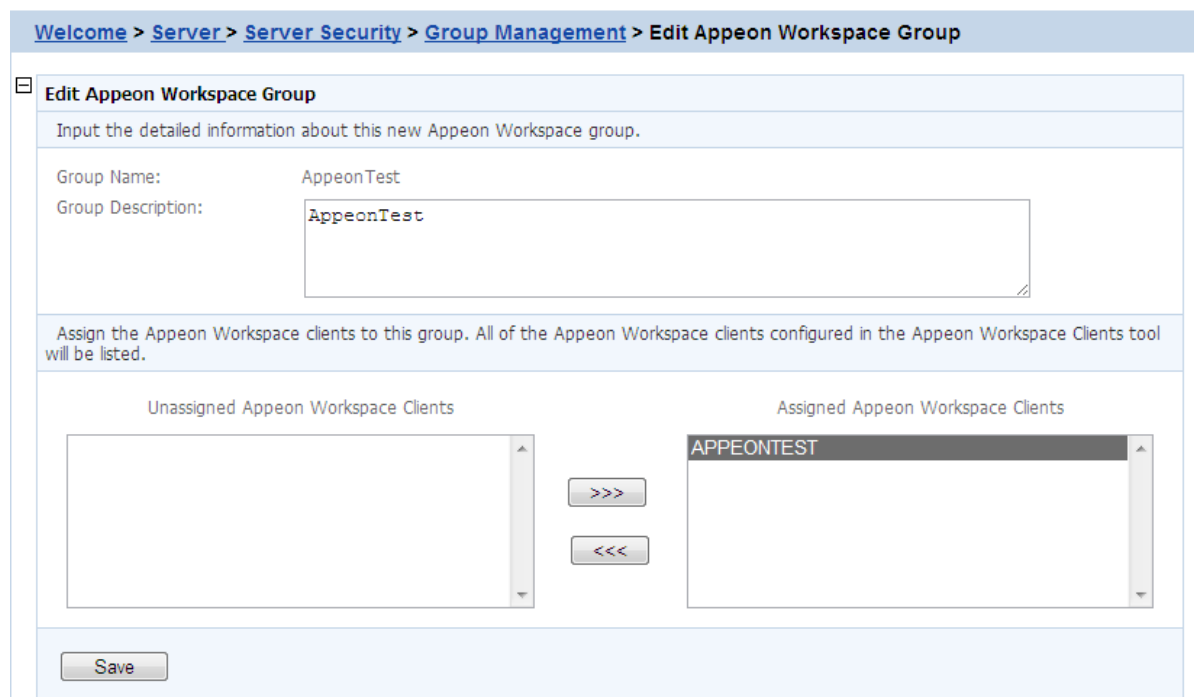 Welcome > Server > Server Security > Group Management > Edit Appeon Workspace Group
Edit Appeon Workspace Group
Input the detailed information about this new Appeon Workspace group.
Group Name: AppeonTest
Group Description: AppeonTest
Assign the Appeon Workspace clients to this group. All of the Appeon Workspace clients configured in the Appeon Workspace Clients tool
will be listed.
Unassigned Appeon Workspace Clients Assigned Appeon Workspace Clients
APPEONTEST
>>>
<<<
Save